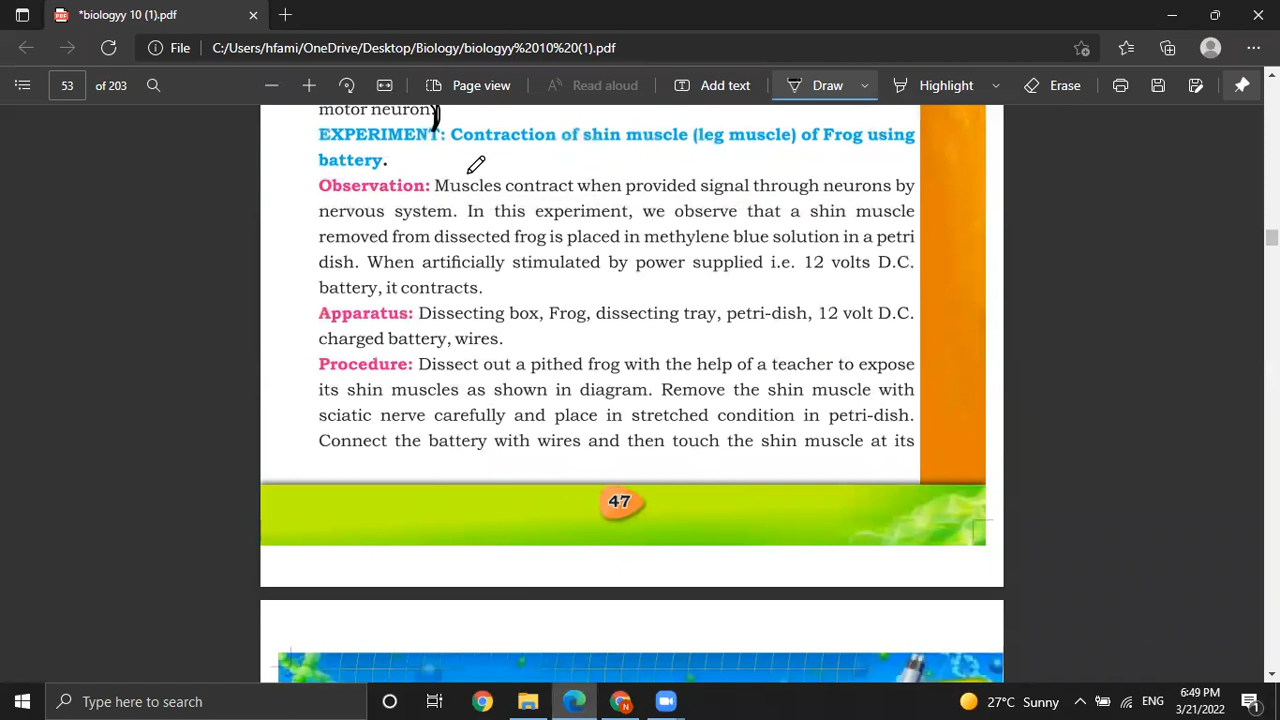 *biologyy 10 (1).pdf
File C:/Users/hfami/OneDrive/Desktop/Biology/biologyy%2010%20(1).pdf
53 of 203 Page view Read aloud Add text Draw Highlight Erase
motor neuron.
EXPERIMENT: Contraction of shin muscle (leg muscle) of Frog using
battery.
Observation: Muscles contract when provided signal through neurons by
nervous system. In this experiment, we observe that a shin muscle
removed from dissected frog is placed in methylene blue solution in a petri
dish. When artificially stimulated by power supplied i.e. 12 volts D.C.
battery, it contracts.
Apparatus: Dissecting box, Frog, dissecting tray, petri-dish, 12 volt D.C.
charged battery, wires.
Procedure: Dissect out a pithed frog with the help of a teacher to expose
its shin muscles as shown in diagram. Remove the shin muscle with
sciatic nerve carefully and place in stretched condition in petri-dish.
Connect the battery with wires and then touch the shin muscle at its
47
Type here to search 27°C Sunny ENG 6:49 PM
3/21/2022 1